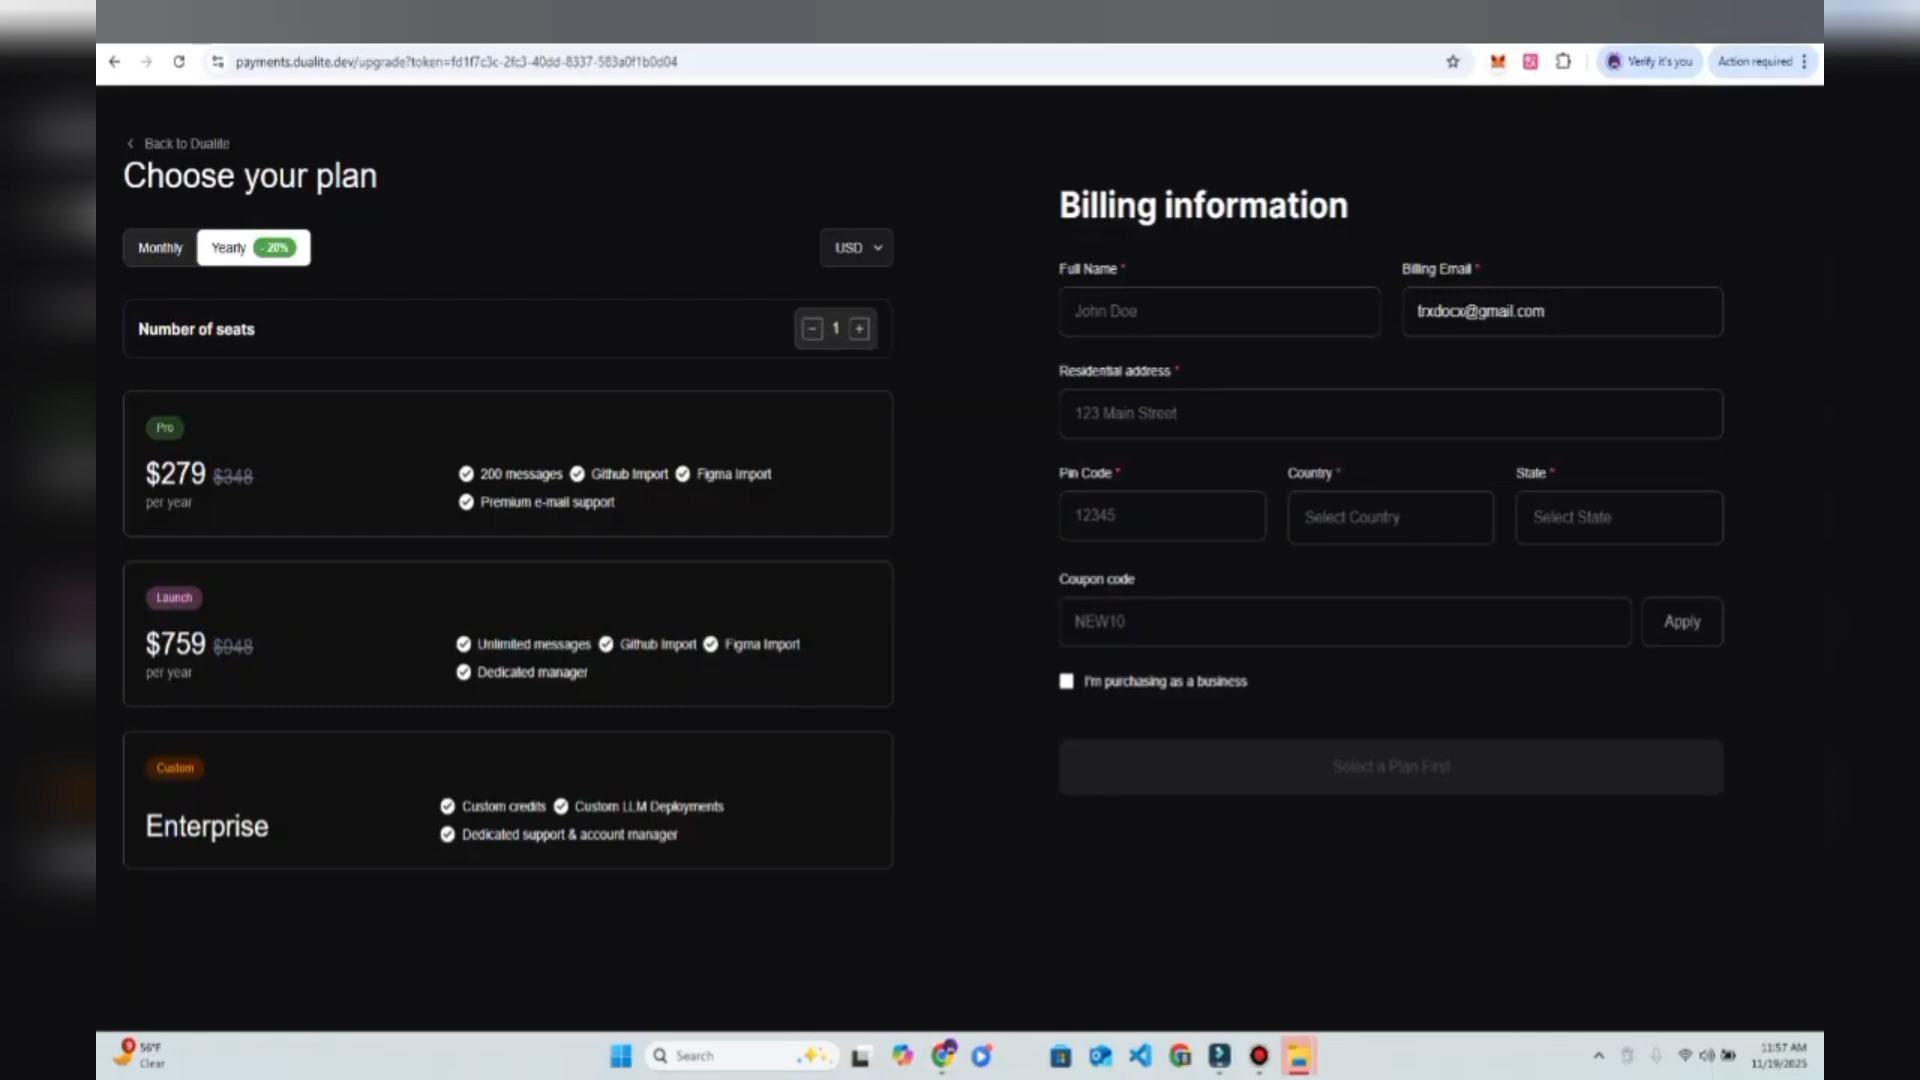 payments.dualite.dev/upgrade?token=fd1f7c3c-2fc3-40dd-8337-583a0f1b0d04
Verify it's you
Action required
Back to Dualite
Choose your plan
Monthly
Yearly
- 20%
USD
Number of seats
1
Pro
$279 $348
per year
200 messages
Github Import
Figma Import
Premium e-mail support
Launch
$759 $948
per year
Unlimited messages
Github Import
Figma Import
Dedicated manager
Custom
Enterprise
Custom credits
Custom LLM Deployments
Dedicated support & account manager
Billing information
Full Name *
Billing Email *
John Doe
trxdocx@gmail.com
Residential address *
123 Main Street
Pin Code *
Country *
State *
12345
Select Country
Select State
Coupon code
NEW10
Apply
I'm purchasing as a business
Select a Plan First
9
56°F
Clear
Search
11:57 AM
11/19/2025